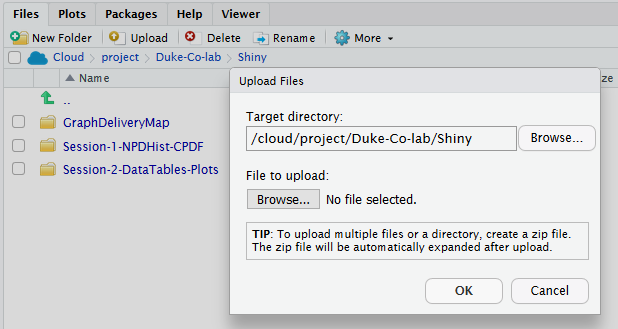 Files Plots Packages Help Viewer
New Folder Upload Delete Rename More
Cloud project Duke-Co-lab Shiny
Name ze
..
GraphDeliveryMap
Session-1-NPDHist-CPDF
Session-2-DataTables-Plots
Upload Files
Target directory:
/cloud/project/Duke-Co-lab/Shiny Browse...
File to upload:
Browse... No file selected.
TIP: To upload multiple files or a directory, create a zip file.
The zip file will be automatically expanded after upload.
OK Cancel